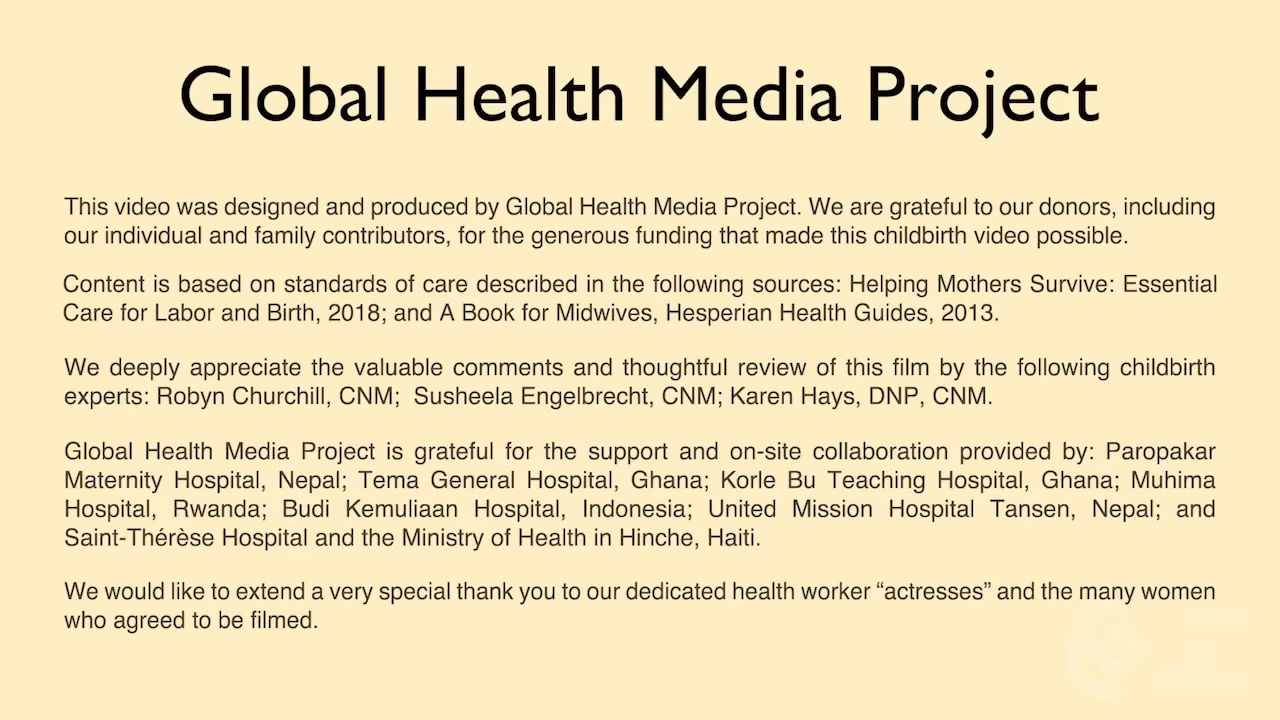 Global Health Media Project
This video was designed and produced by Global Health Media Project. We are grateful to our donors, including
our individual and family contributors, for the generous funding that made this childbirth video possible.
Content is based on standards of care described in the following sources: Helping Mothers Survive: Essential
Care for Labor and Birth, 2018; and A Book for Midwives, Hesperian Health Guides, 2013.
We deeply appreciate the valuable comments and thoughtful review of this film by the following childbirth
experts: Robyn Churchill, CNM;  Susheela Engelbrecht, CNM; Karen Hays, DNP, CNM.
Global Health Media Project is grateful for the support and on-site collaboration provided by: Paropakar
Maternity Hospital, Nepal; Tema General Hospital, Ghana; Korle Bu Teaching Hospital, Ghana; Muhima
Hospital, Rwanda; Budi Kemuliaan Hospital, Indonesia; United Mission Hospital Tansen, Nepal; and
Saint-Thérèse Hospital and the Ministry of Health in Hinche, Haiti.
We would like to extend a very special thank you to our dedicated health worker “actresses” and the many women
who agreed to be filmed.